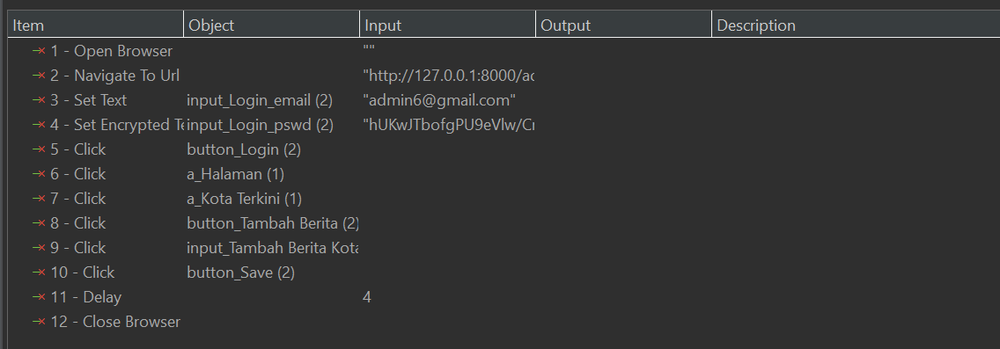 Item Object Input Output Description
1 - Open Browser ""
2 - Navigate To Url "http://127.0.0.1:8000/ac
3 - Set Text input_Login_email (2) "admin6@gmail.com"
4 - Set Encrypted Te input_Login_pswd (2) "hUKwJTbofgPU9eVlw/Cr
5 - Click button_Login (2)
6 - Click a_Halaman (1)
7 - Click a_Kota Terkini (1)
8 - Click button_Tambah Berita (2)
9 - Click input_Tambah Berita Kota
10 - Click button_Save (2)
11 - Delay 4
12 - Close Browser